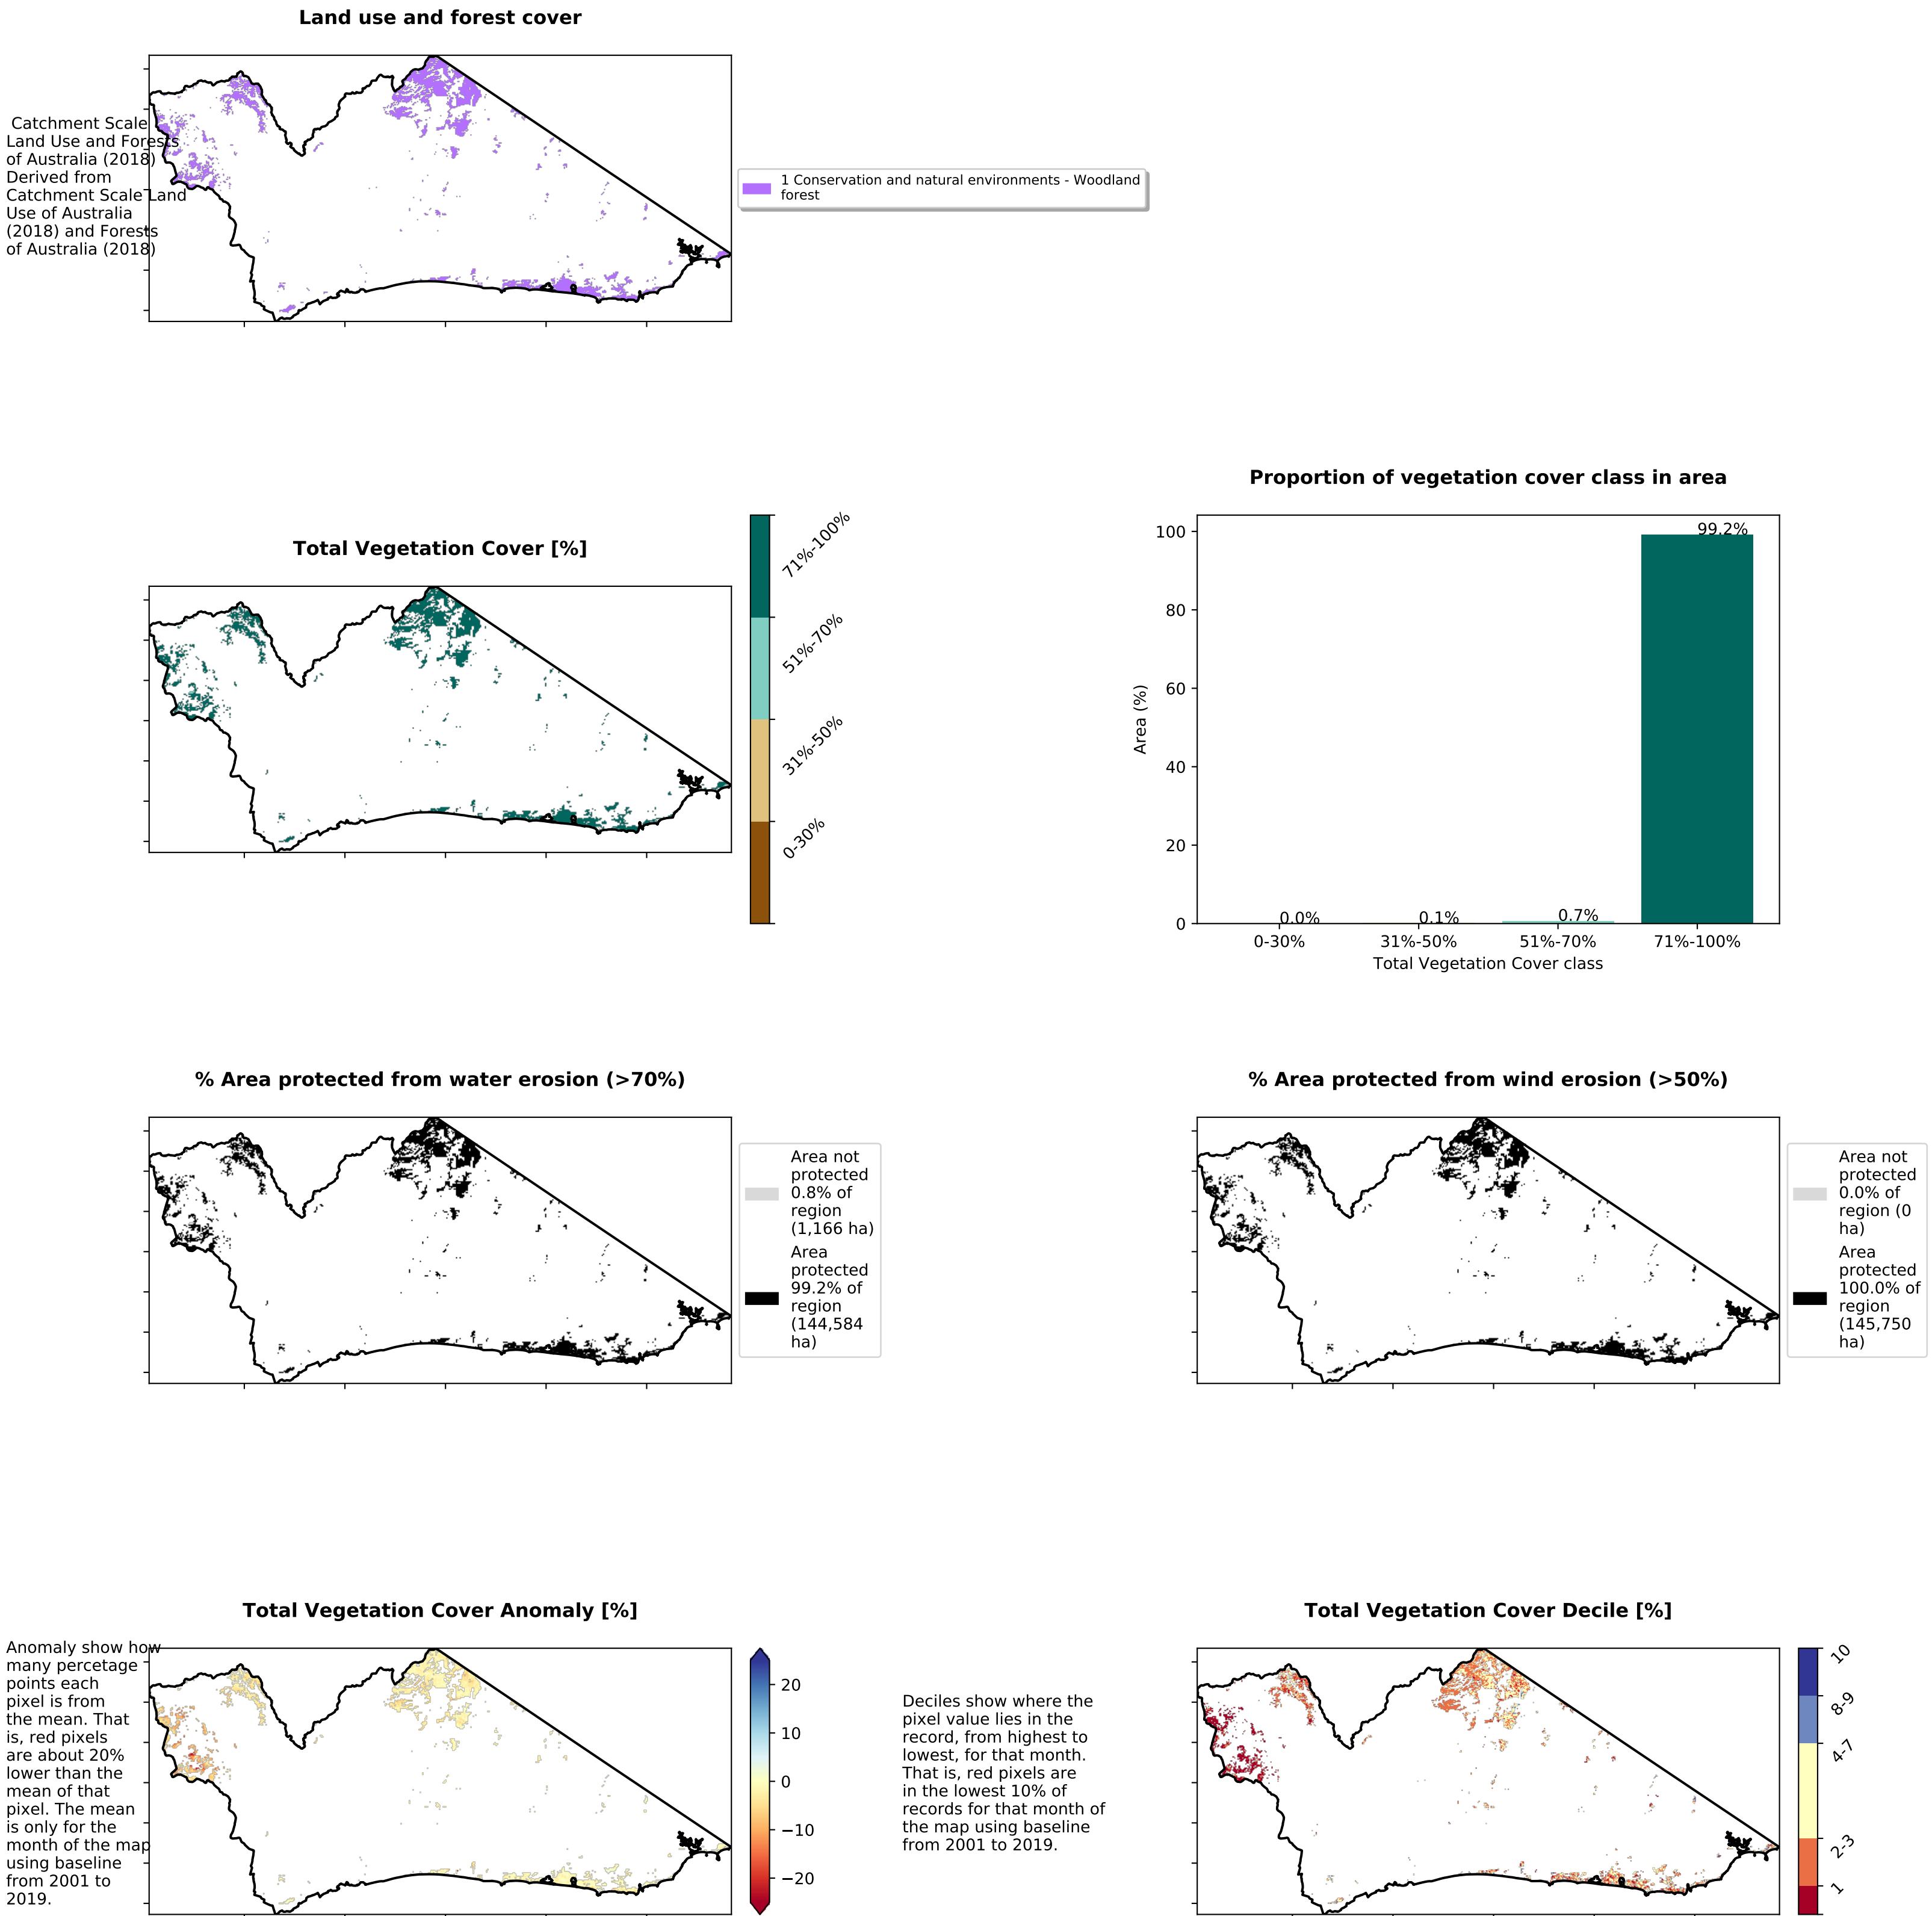 Land use and forest cover
Catchment Scale
Land Use and Forests
of Australia (2018)
Derived from
Catchment Scale Land
Use of Australia
(2018) and Forests
of Australia (2018)
1 Conservation and natural environments - Woodland
forest
Total Vegetation Cover [%]
71%-100%
51%-70%
31%-50%
0-30%
Proportion of vegetation cover class in area
Area (%)
100
80
60
40
20
0
0.0%
0.1%
0.7%
99.2%
0-30%
31%-50%
51%-70%
71%-100%
Total Vegetation Cover class
% Area protected from water erosion (>70%)
Area not
protected
0.8% of
region
(1,166 ha)
Area
protected
99.2% of
region
(144,584
ha)
% Area protected from wind erosion (>50%)
Area not
protected
0.0% of
region (0
ha)
Area
protected
100.0% of
region
(145,750
ha)
Total Vegetation Cover Anomaly [%]
Anomaly show how
many percetage
points each
pixel is from
the mean. That
is, red pixels
are about 20%
lower than the
mean of that
pixel. The mean
is only for the
month of the map
using baseline
from 2001 to
2019.
20
10
0
−10
−20
Total Vegetation Cover Decile [%]
Deciles show where the
pixel value lies in the
record, from highest to
lowest, for that month.
That is, red pixels are
in the lowest 10% of
records for that month of
the map using baseline
from 2001 to 2019.
10
8-9
4-7
2-3
1